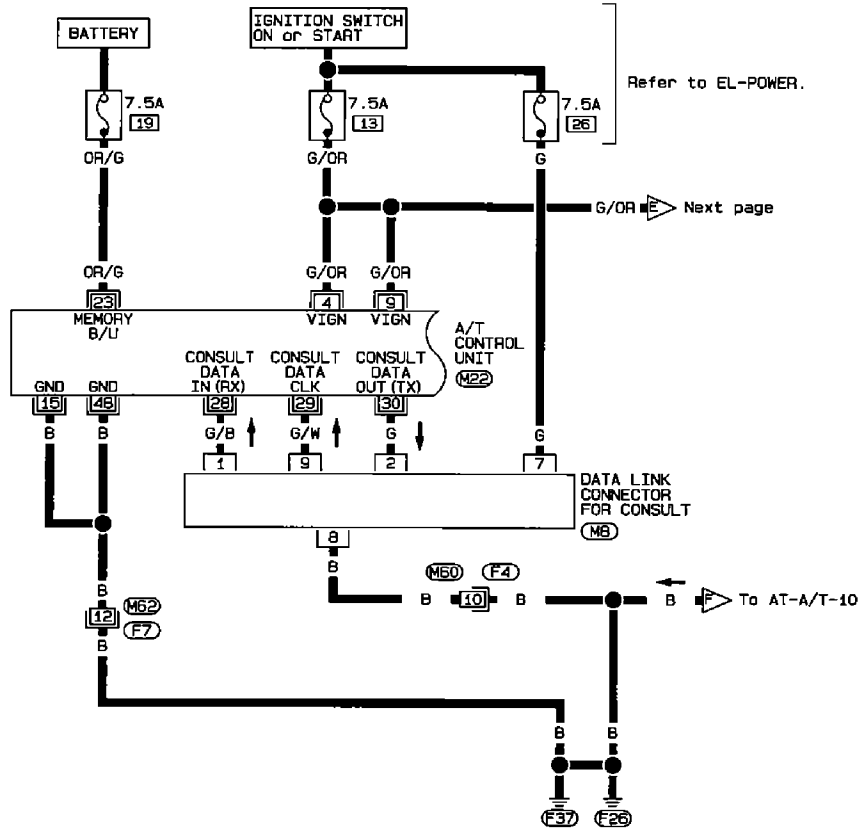 BATTERY
IGNITION SWITCH
ON or START
Refer to EL-POWER.
7.5A
19
7.5A
13
7.5A
26
OR/G
G/OR
G
G/OR
E
Next page
OR/G
G/OR
G/OR
23
4
9
MEMORY
B/U
VIGN
VIGN
A/T
CONTROL
UNIT
M22
CONSULT
DATA
IN (RX)
CONSULT
DATA
CLK
CONSULT
DATA
OUT (TX)
GND
GND
15
48
28
29
30
B
B
G/B
G/W
G
G
1
9
2
7
DATA LINK
CONNECTOR
FOR CONSULT
M8
8
B
M60
F4
B
10
B
B
F
To AT-A/T-10
B
12
M62
F7
B
B
B
F37
F26